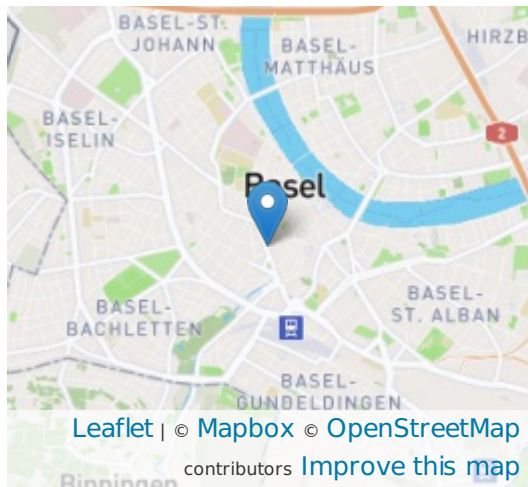 BASEL-ST.
JOHANN
BASEL-
MATTHÄUS
HIRZB
BASEL-
ISELIN
2
Basel
BASEL-
BACHLETTEN
BASEL-
ST. ALBAN
BASEL-
GUNDELDINGEN
Leaflet | © Mapbox © OpenStreetMap
contributors Improve this map
Binningen